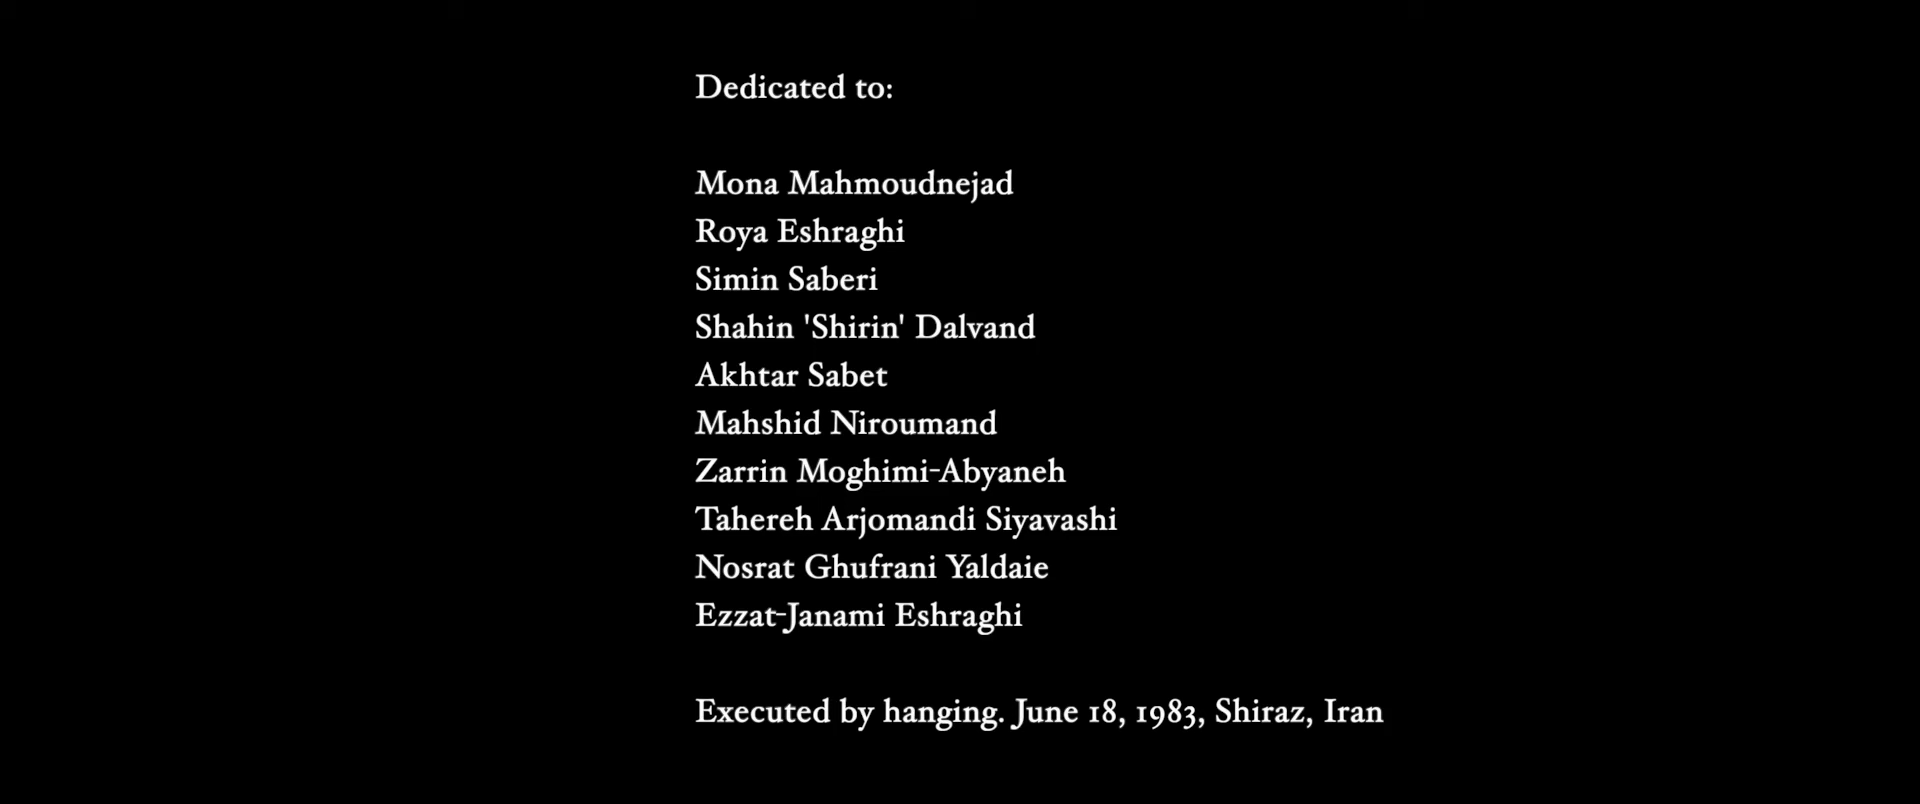 Dedicated to:
Mona Mahmoudnejad
Roya Eshraghi
Simin Saberi
Shahin 'Shirin' Dalvand
Akhtar Sabet
Mahshid Niroumand
Zarrin Moghimi-Abyaneh
Tahereh Arjomandi Siyavashi
Nosrat Ghufrani Yaldaie
Ezzat-Janami Eshraghi
Executed by hanging. June 18, 1983, Shiraz, Iran